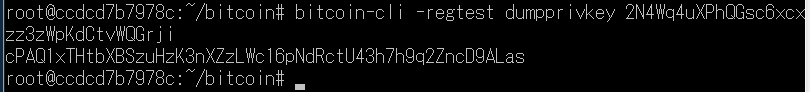 root@ccdcd7b7978c:~/bitcoin# bitcoin-cli -regtest dumpprivkey 2N4Wq4uXPhQGsc6xcx
zz3zWpKdCtvWQGrji
cPAQ1xTHtbXBSzuHzK3nXZzLWc16pNdRctU43h7h9q2ZncD9ALas
root@ccdcd7b7978c:~/bitcoin#